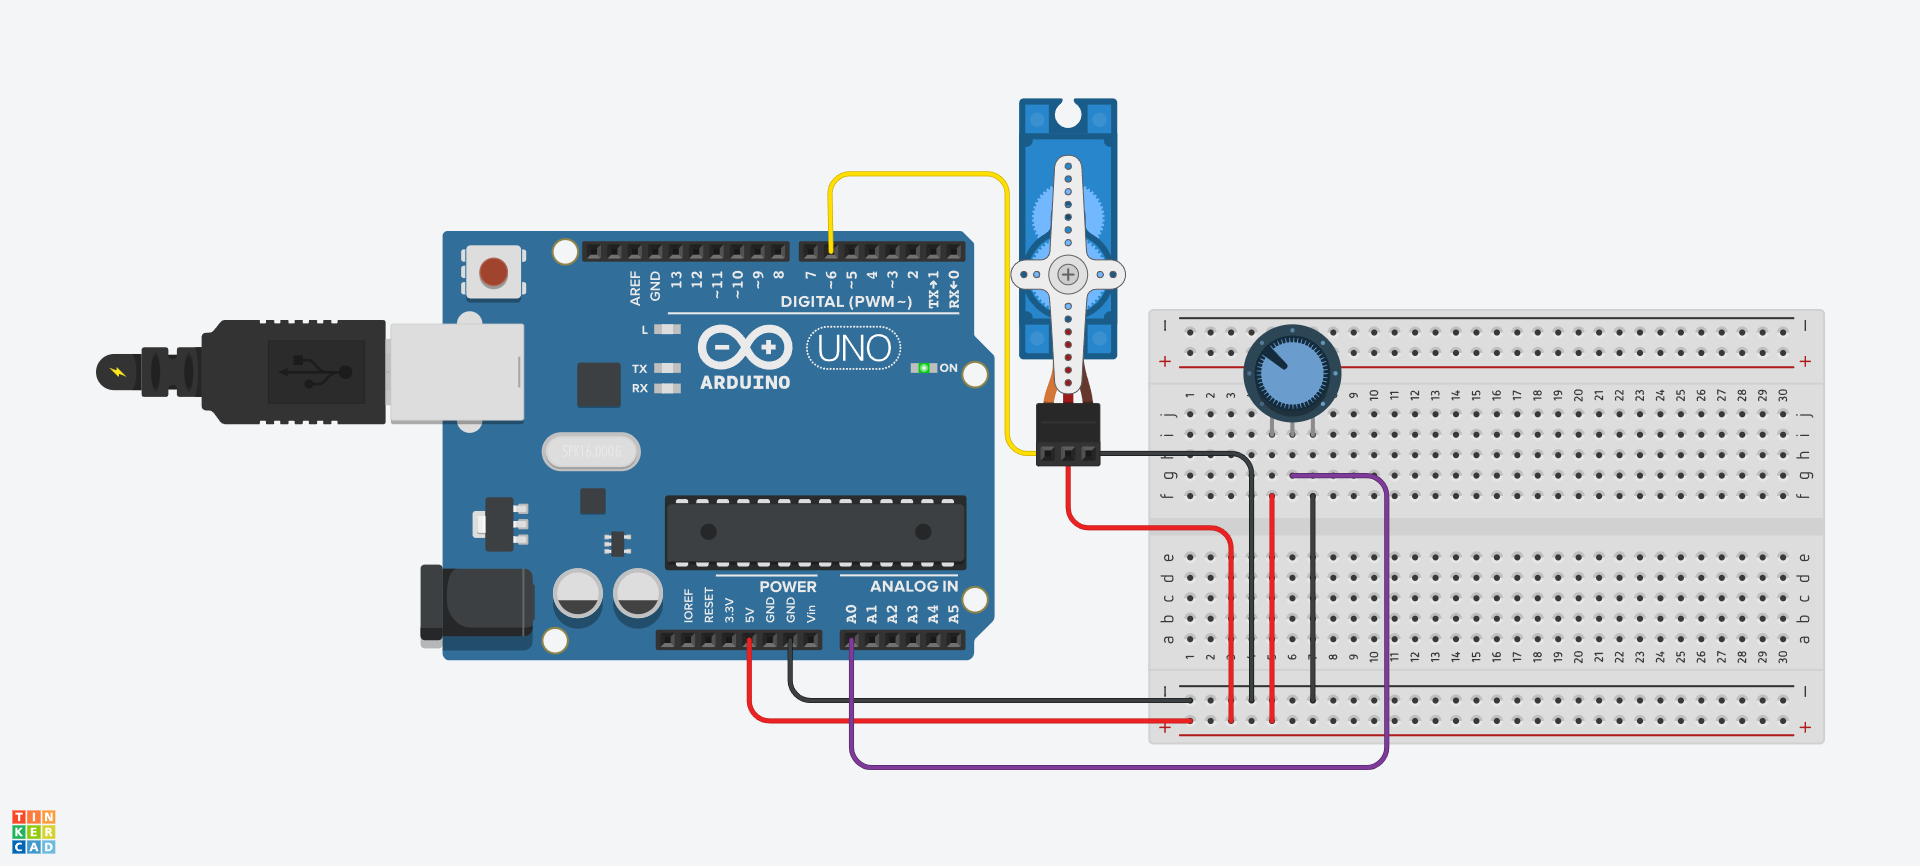 AREF
GND
13
12
~11
~10
~9
8
7
~6
~5
4
~3
2
TX→1
RX←0
DIGITAL (PWM~)
L
TX
RX
ARDUINO
UNO
ON
SPK16.000G
POWER
ANALOG IN
IOREF
RESET
3.3V
5V
GND
GND
Vin
A0
A1
A2
A3
A4
A5
− −
+ +
1 2 3 9 10 11 12 13 14 15 16 17 18 19 20 21 22 23 24 25 26 27 28 29 30
j j
i i
h h
g g
f f
e e
d d
c c
b b
a a
1 2 3 4 5 6 7 8 9 10 11 12 13 14 15 16 17 18 19 20 21 22 23 24 25 26 27 28 29 30
− −
+ +
TIN
KER
CAD